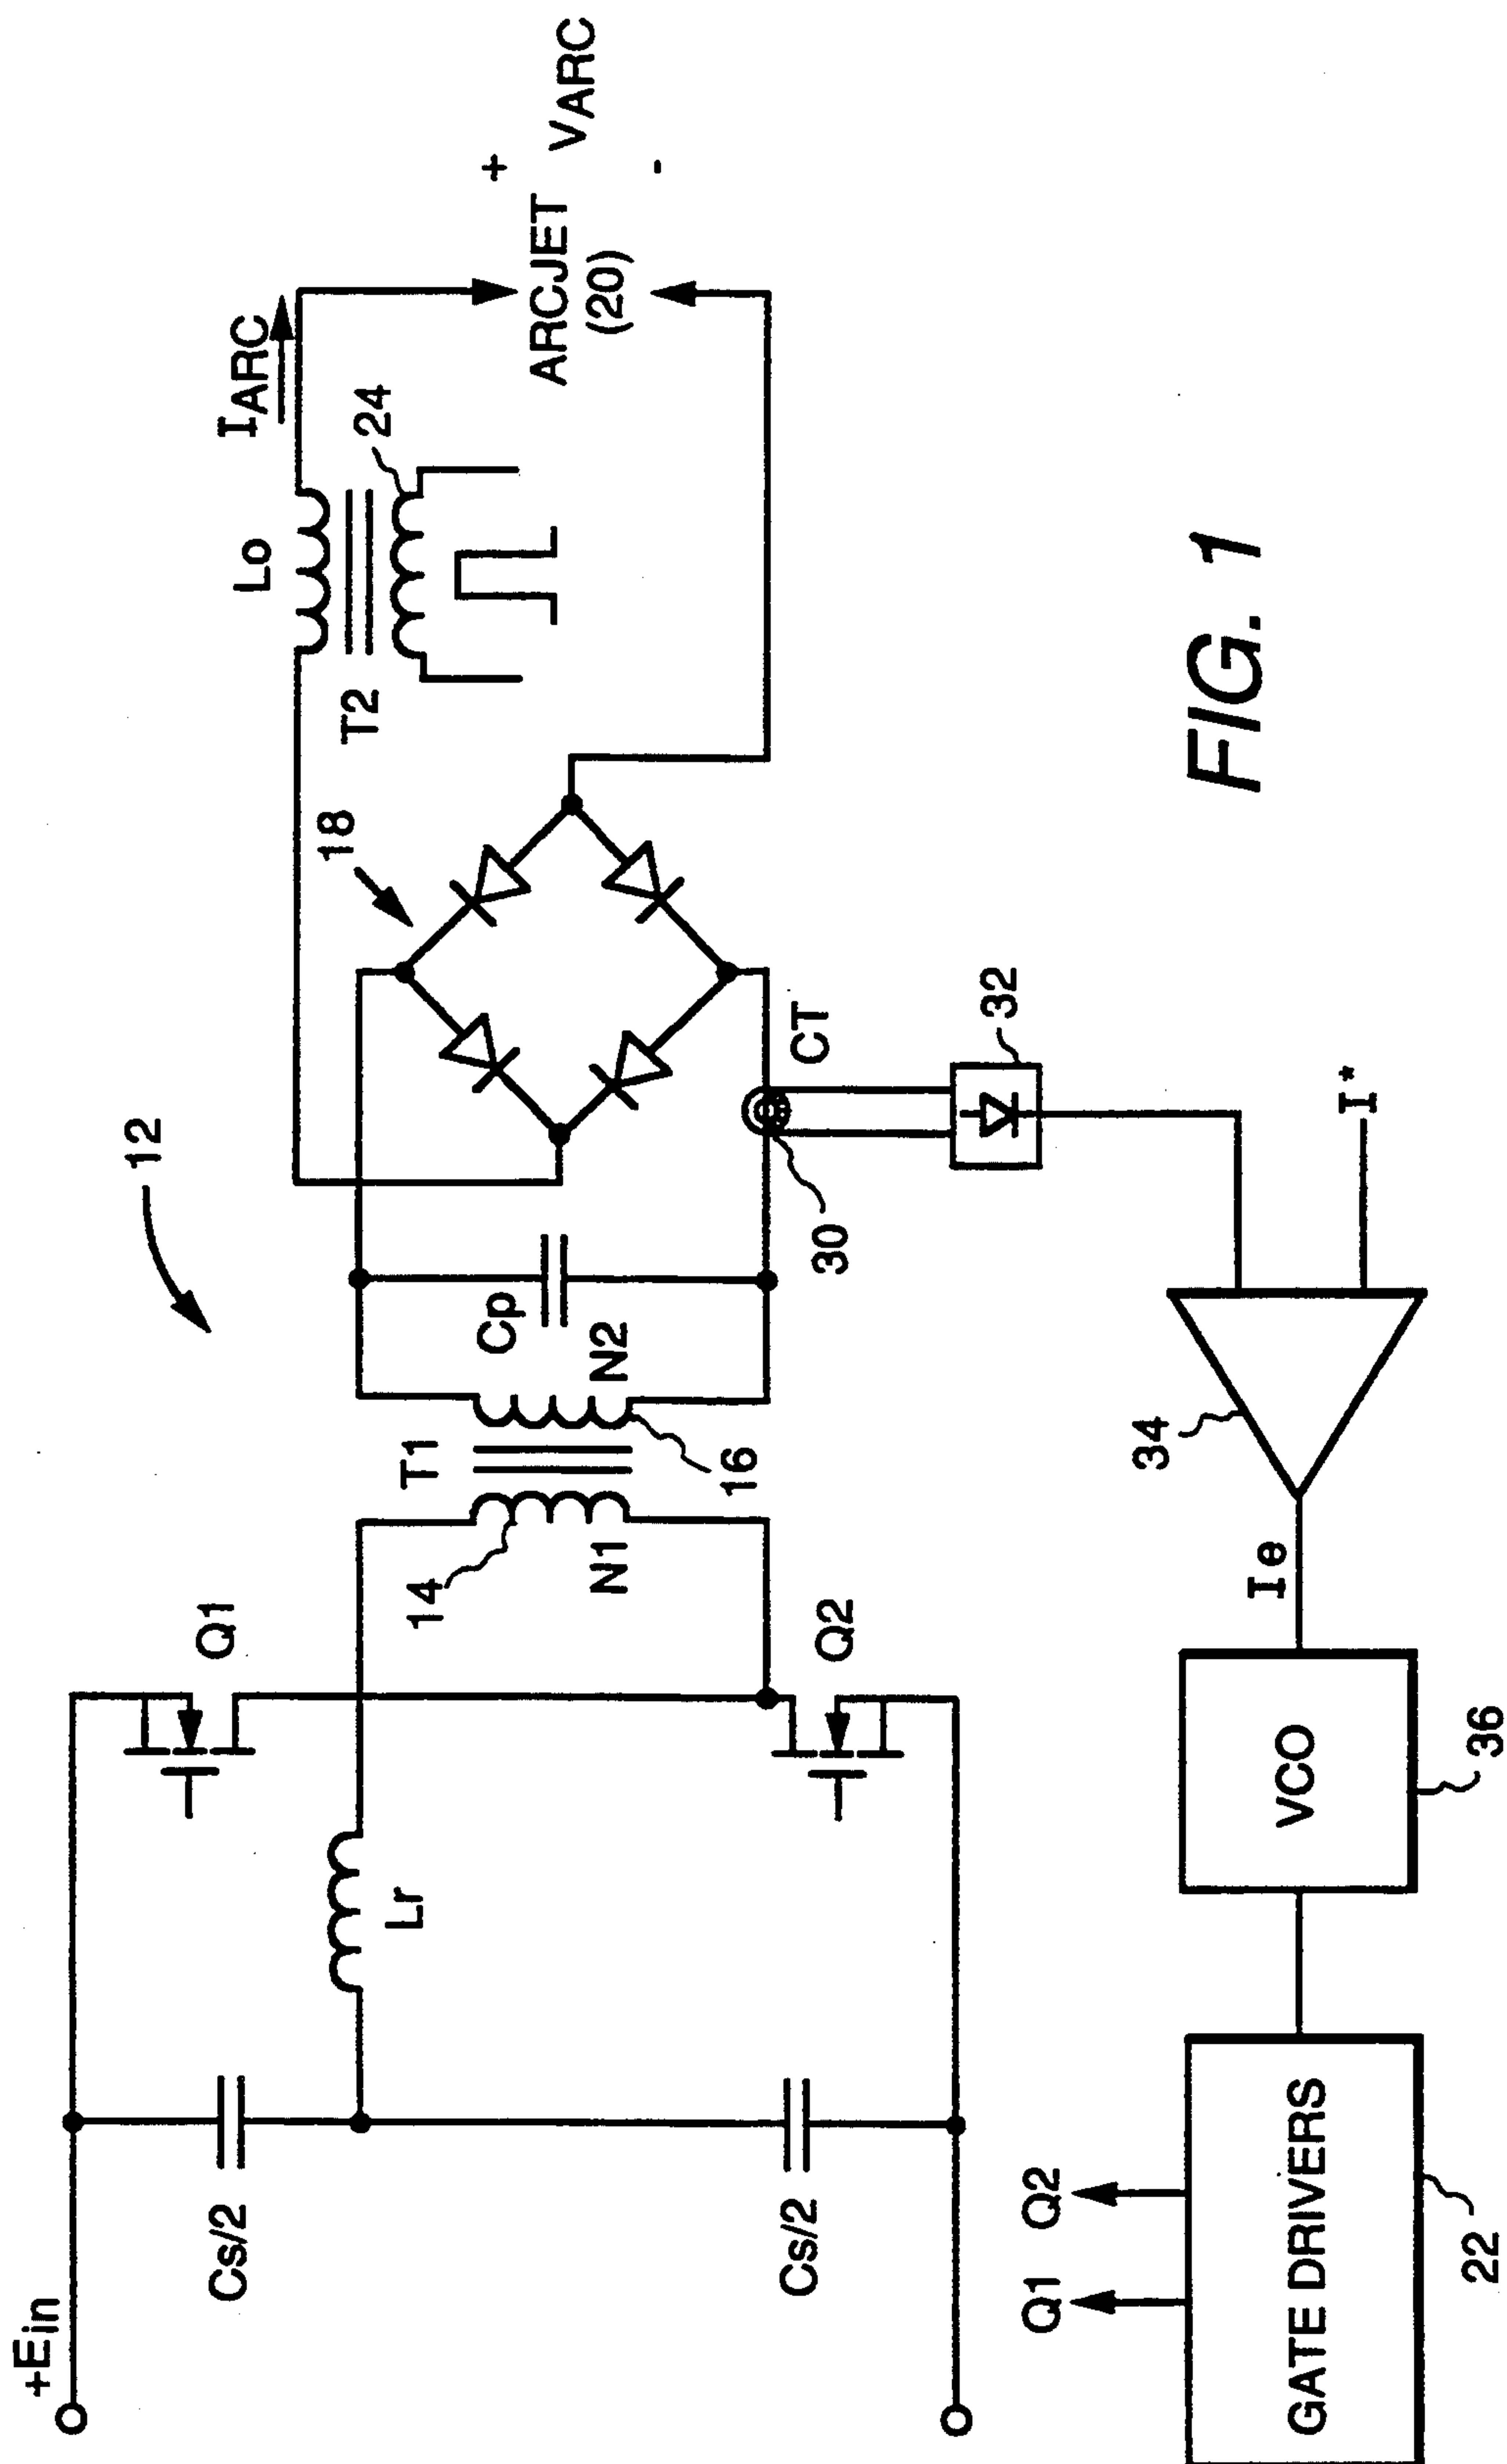 +Ein
Cs/2
Cs/2
Lr
Q1
Q2
T1
14
N1
16
N2
Cp
12
18
T2
Lo
24
IARC
ARCJET
(20)
+
VARC
-
CT
30
32
I*
34
Ie
VCO
36
Q1
Q2
GATE DRIVERS
22
FIG. 1